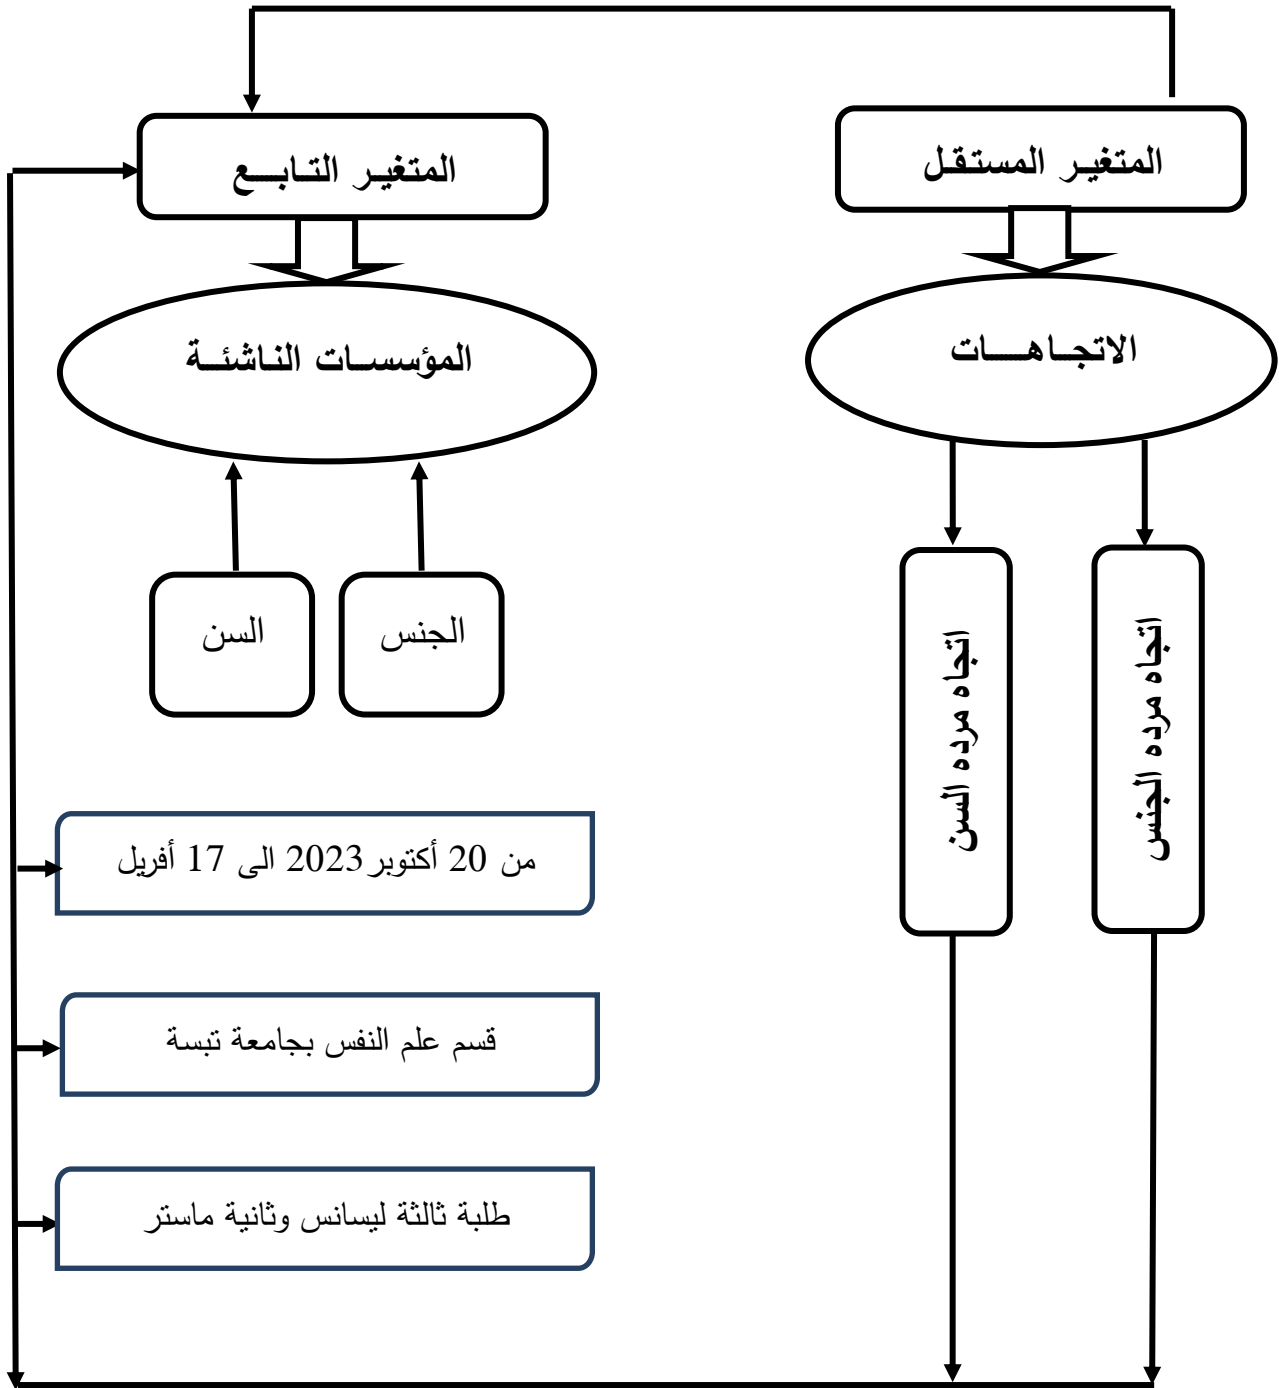 المتغير المستقل
المتغير التابع
الاتجاهات
المؤسسات الناشئة
اتجاه مرده الجنس
اتجاه مرده السن
الجنس
السن
من 20 أكتوبر 2023 الى 17 أفريل
قسم علم النفس بجامعة تبسة
طلبة ثالثة ليسانس وثانية ماستر